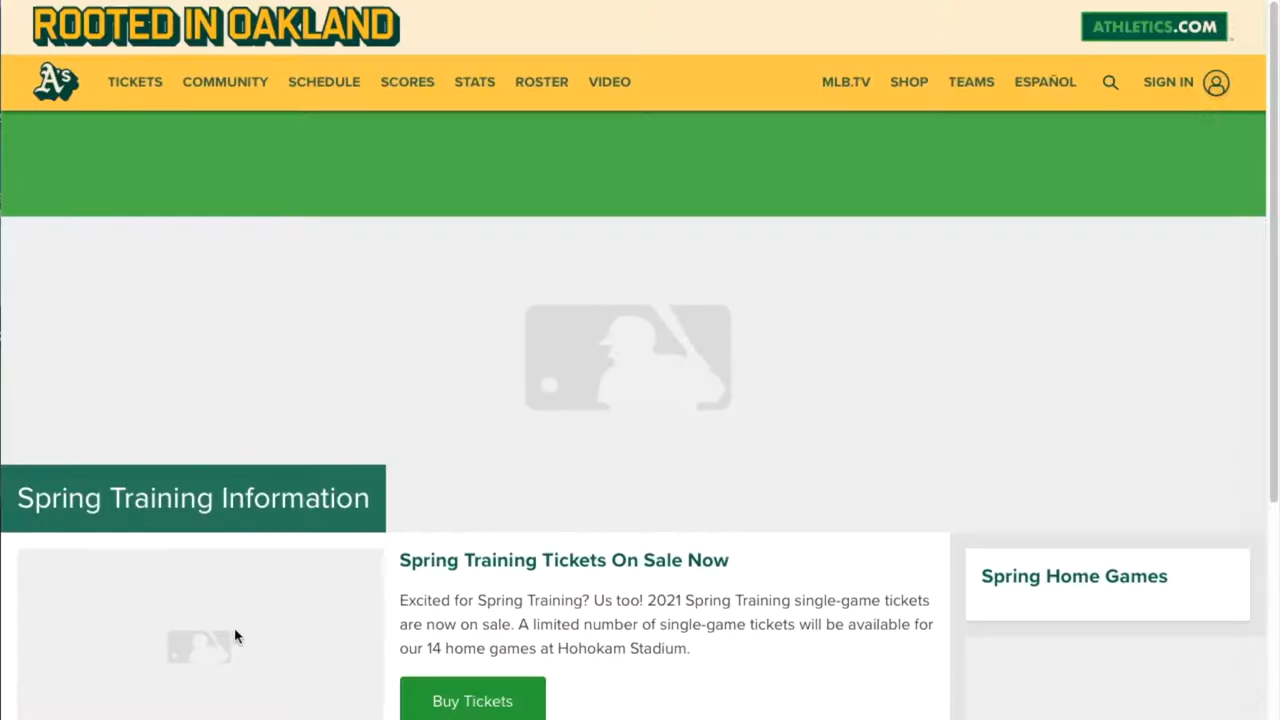 ROOTED IN OAKLAND
ATHLETICS.COM
A's TICKETS COMMUNITY SCHEDULE SCORES STATS ROSTER VIDEO MLB.TV SHOP TEAMS ESPAÑOL SIGN IN
Spring Training Information
Spring Training Tickets On Sale Now
Excited for Spring Training? Us too! 2021 Spring Training single-game tickets
are now on sale. A limited number of single-game tickets will be available for
our 14 home games at Hohokam Stadium.
Buy Tickets
Spring Home Games